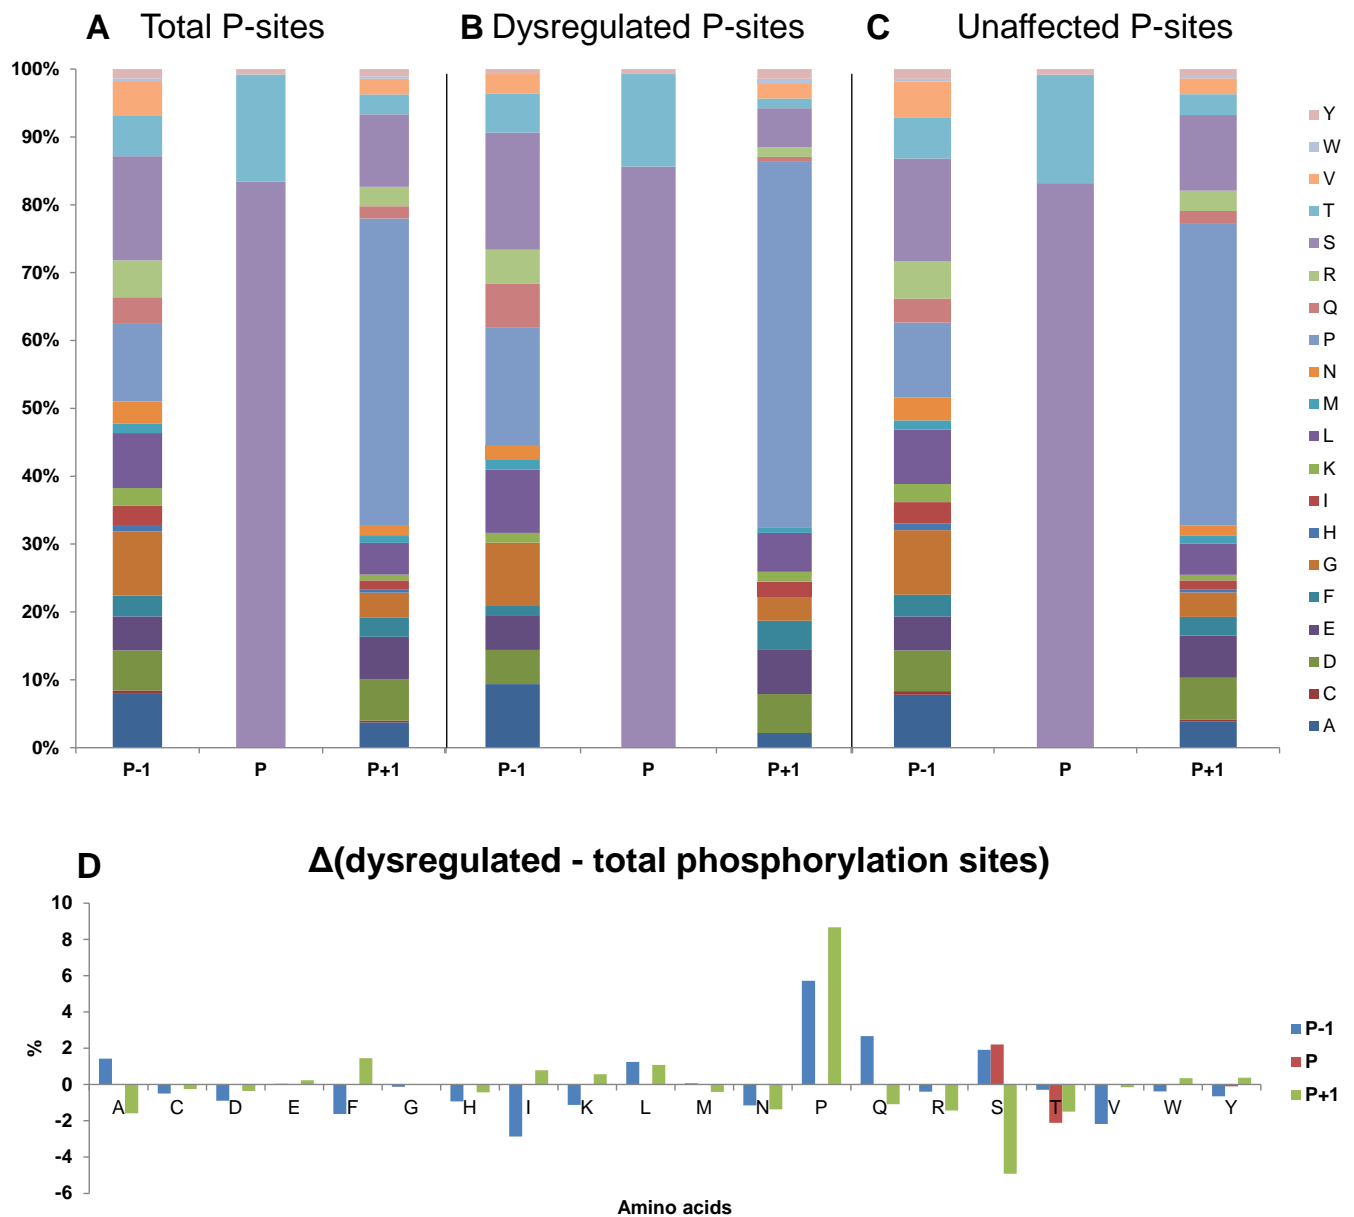 A Total P-sites B Dysregulated P-sites C Unaffected P-sites
100%
90%
80%
70%
60%
50%
40%
30%
20%
10%
0%
P-1 P P+1 P-1 P P+1 P-1 P P+1
Y
W
V
T
S
R
Q
P
N
M
L
K
I
H
G
F
E
D
C
A
D Δ(dysregulated - total phosphorylation sites)
%
10
8
6
4
2
0
-2
-4
-6
A C D E F G H I K L M N P Q R S T V W Y
Amino acids
P-1
P
P+1